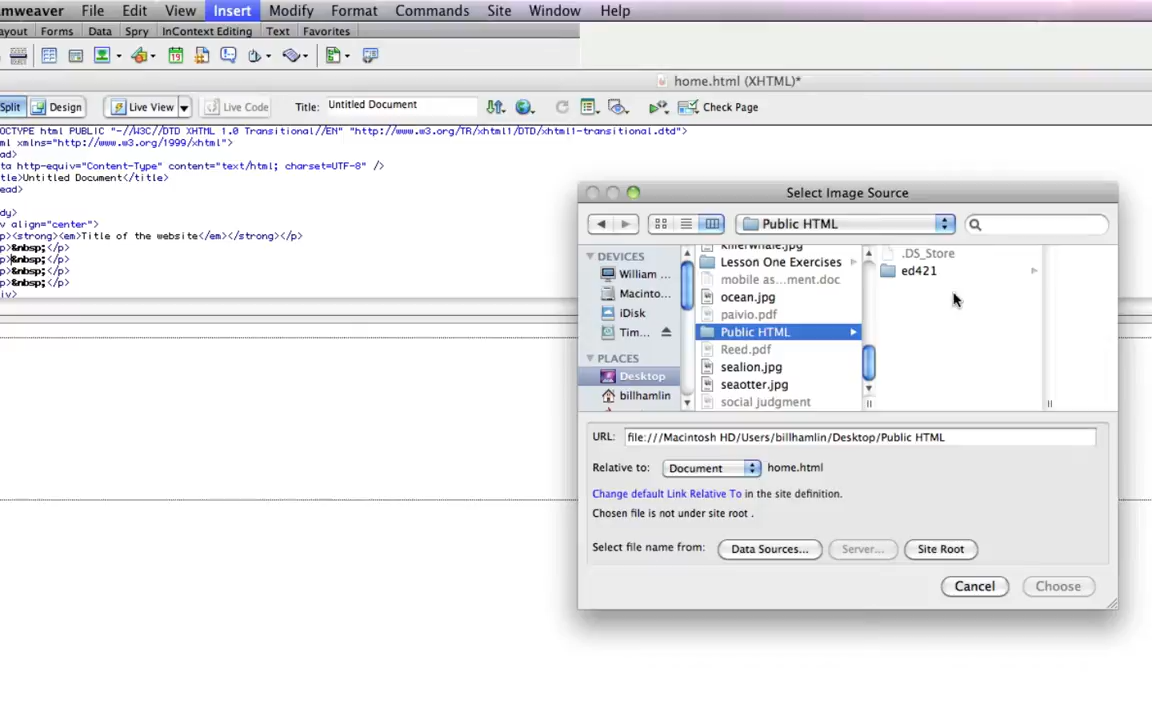 amweaver File Edit View Insert Modify Format Commands Site Window Help
ayout Forms Data Spry InContext Editing Text Favorites
home.html (XHTML)*
Split Design Live View Live Code Title: Untitled Document Check Page
OCTYPE html PUBLIC "-//W3C//DTD XHTML 1.0 Transitional//EN" "http://www.w3.org/TR/xhtml1/DTD/xhtml1-transitional.dtd">
ml xmlns="http://www.w3.org/1999/xhtml">
ad>
ta http-equiv="Content-Type" content="text/html; charset=UTF-8" />
tle>Untitled Document</title>
ead>
dy>
v align="center">
p><strong><em>Title of the website</em></strong></p>
p>&nbsp;</p>
p>&nbsp;</p>
p>&nbsp;</p>
p>&nbsp;</p>
iv>
Select Image Source
Public HTML
DEVICES
William ...
Macinto...
iDisk
Tim...
PLACES
Desktop
billhamlin
killerwhale.jpg
Lesson One Exercises
mobile as...ment.doc
ocean.jpg
paivio.pdf
Public HTML
Reed.pdf
sealion.jpg
seaotter.jpg
social judgment
.DS_Store
ed421
URL: file:///Macintosh HD/Users/billhamlin/Desktop/Public HTML
Relative to: Document home.html
Change default Link Relative To in the site definition.
Chosen file is not under site root .
Select file name from: Data Sources... Server... Site Root
Cancel Choose